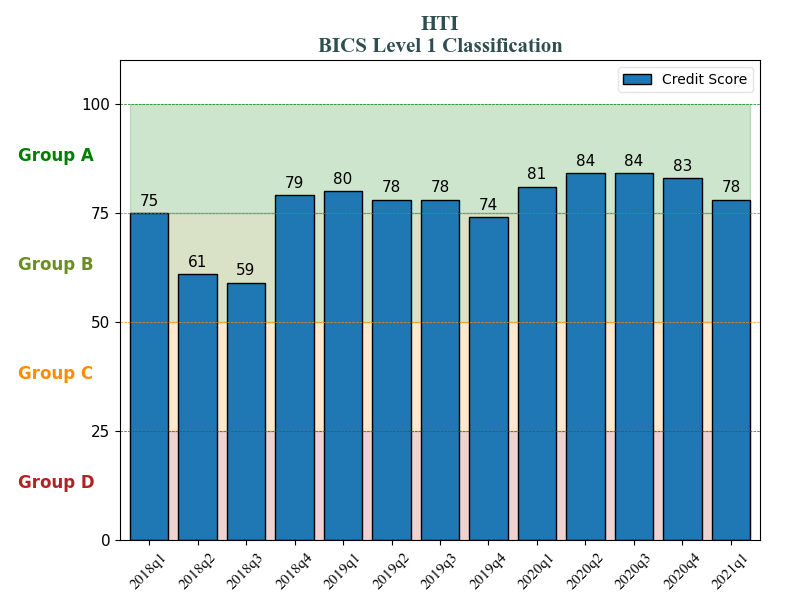 HTI
BICS Level 1 Classification
Credit Score
100
Group A
84 84
83
81
79 80
78 78
78
75
74
75
Group B
61
59
50
Group C
25
Group D
0
2018q1 2018q2 2018q3 2018q4 2019q1 2019q2 2019q3 2019q4 2020q1 2020q2 2020q3 2020q4 2021q1